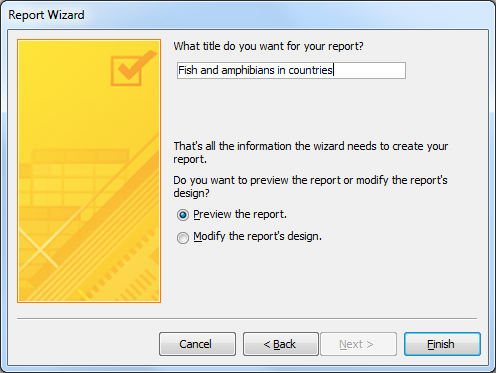 Report Wizard
What title do you want for your report?
Fish and amphibians in countries
That's all the information the wizard needs to create your
report.
Do you want to preview the report or modify the report's
design?
Preview the report.
Modify the report's design.
Cancel
< Back
Next >
Finish